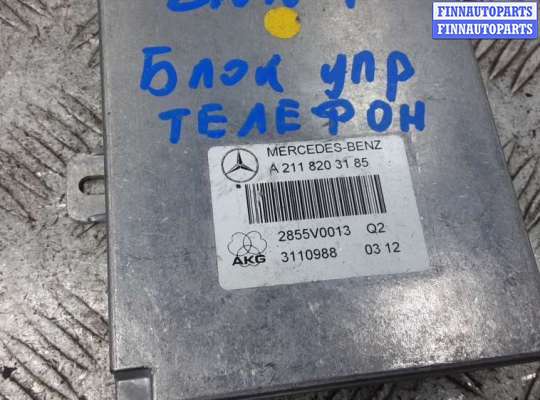 FINNAUTOPARTS
FINNAUTOPARTS
Блок упр
ТЕЛЕФОН
MERCEDES-BENZ
A 211 820 31 85
2855V0013 Q2
AKG 3110988 03 12